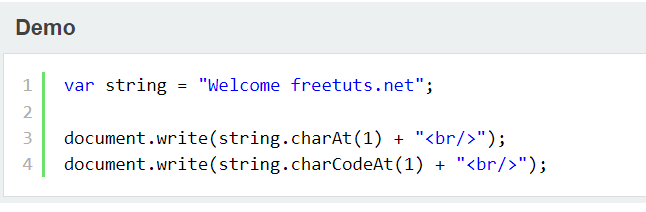 Demo
1 var string = "Welcome freetuts.net";
2
3 document.write(string.charAt(1) + "<br/>");
4 document.write(string.charCodeAt(1) + "<br/>");